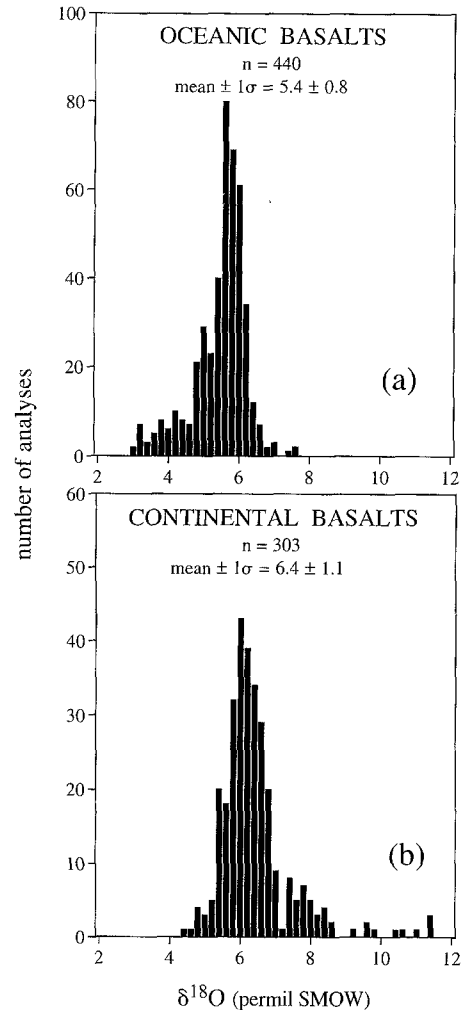 100
80
60
40
20
0
OCEANIC BASALTS
n = 440
mean ± 1σ = 5.4 ± 0.8
(a)
2 4 6 8 10 12
number of analyses
60
50
40
30
20
10
0
CONTINENTAL BASALTS
n = 303
mean ± 1σ = 6.4 ± 1.1
(b)
2 4 6 8 10 12
δ¹⁸O (permil SMOW)